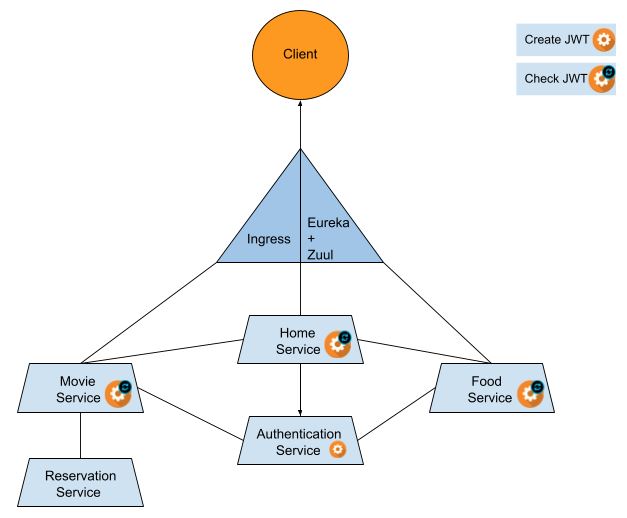 Client
Create JWT
Check JWT
Ingress
Eureka
+
Zuul
Home
Service
Movie
Service
Food
Service
Authentication
Service
Reservation
Service